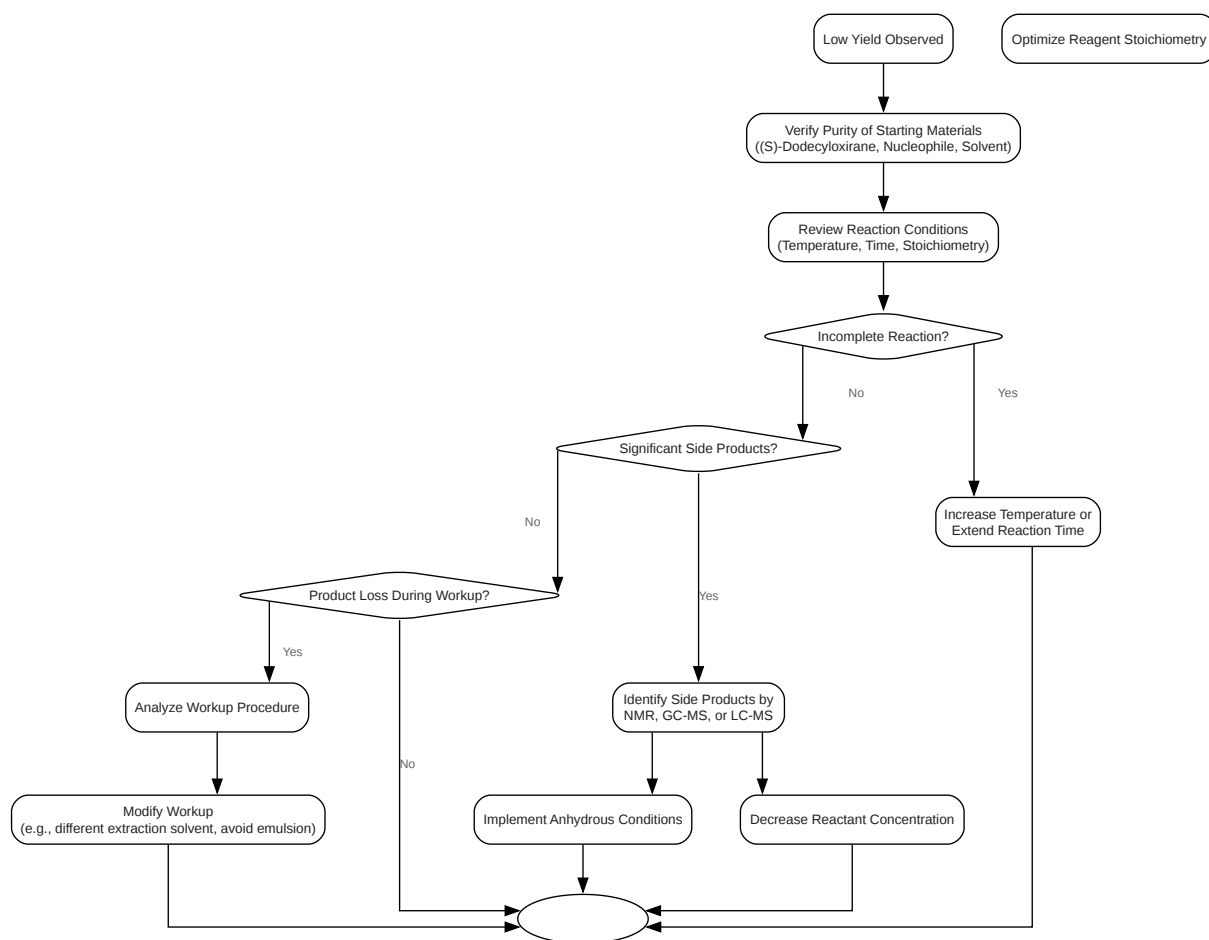 Low Yield Observed
Optimize Reagent Stoichiometry
Verify Purity of Starting Materials
((S)-Dodecyloxirane, Nucleophile, Solvent)
Review Reaction Conditions
(Temperature, Time, Stoichiometry)
Incomplete Reaction?
No
Yes
Significant Side Products?
Increase Temperature or
Extend Reaction Time
No
Product Loss During Workup?
Yes
Yes
Analyze Workup Procedure
Identify Side Products by
NMR, GC-MS, or LC-MS
No
Modify Workup
(e.g., different extraction solvent, avoid emulsion)
Implement Anhydrous Conditions
Decrease Reactant Concentration